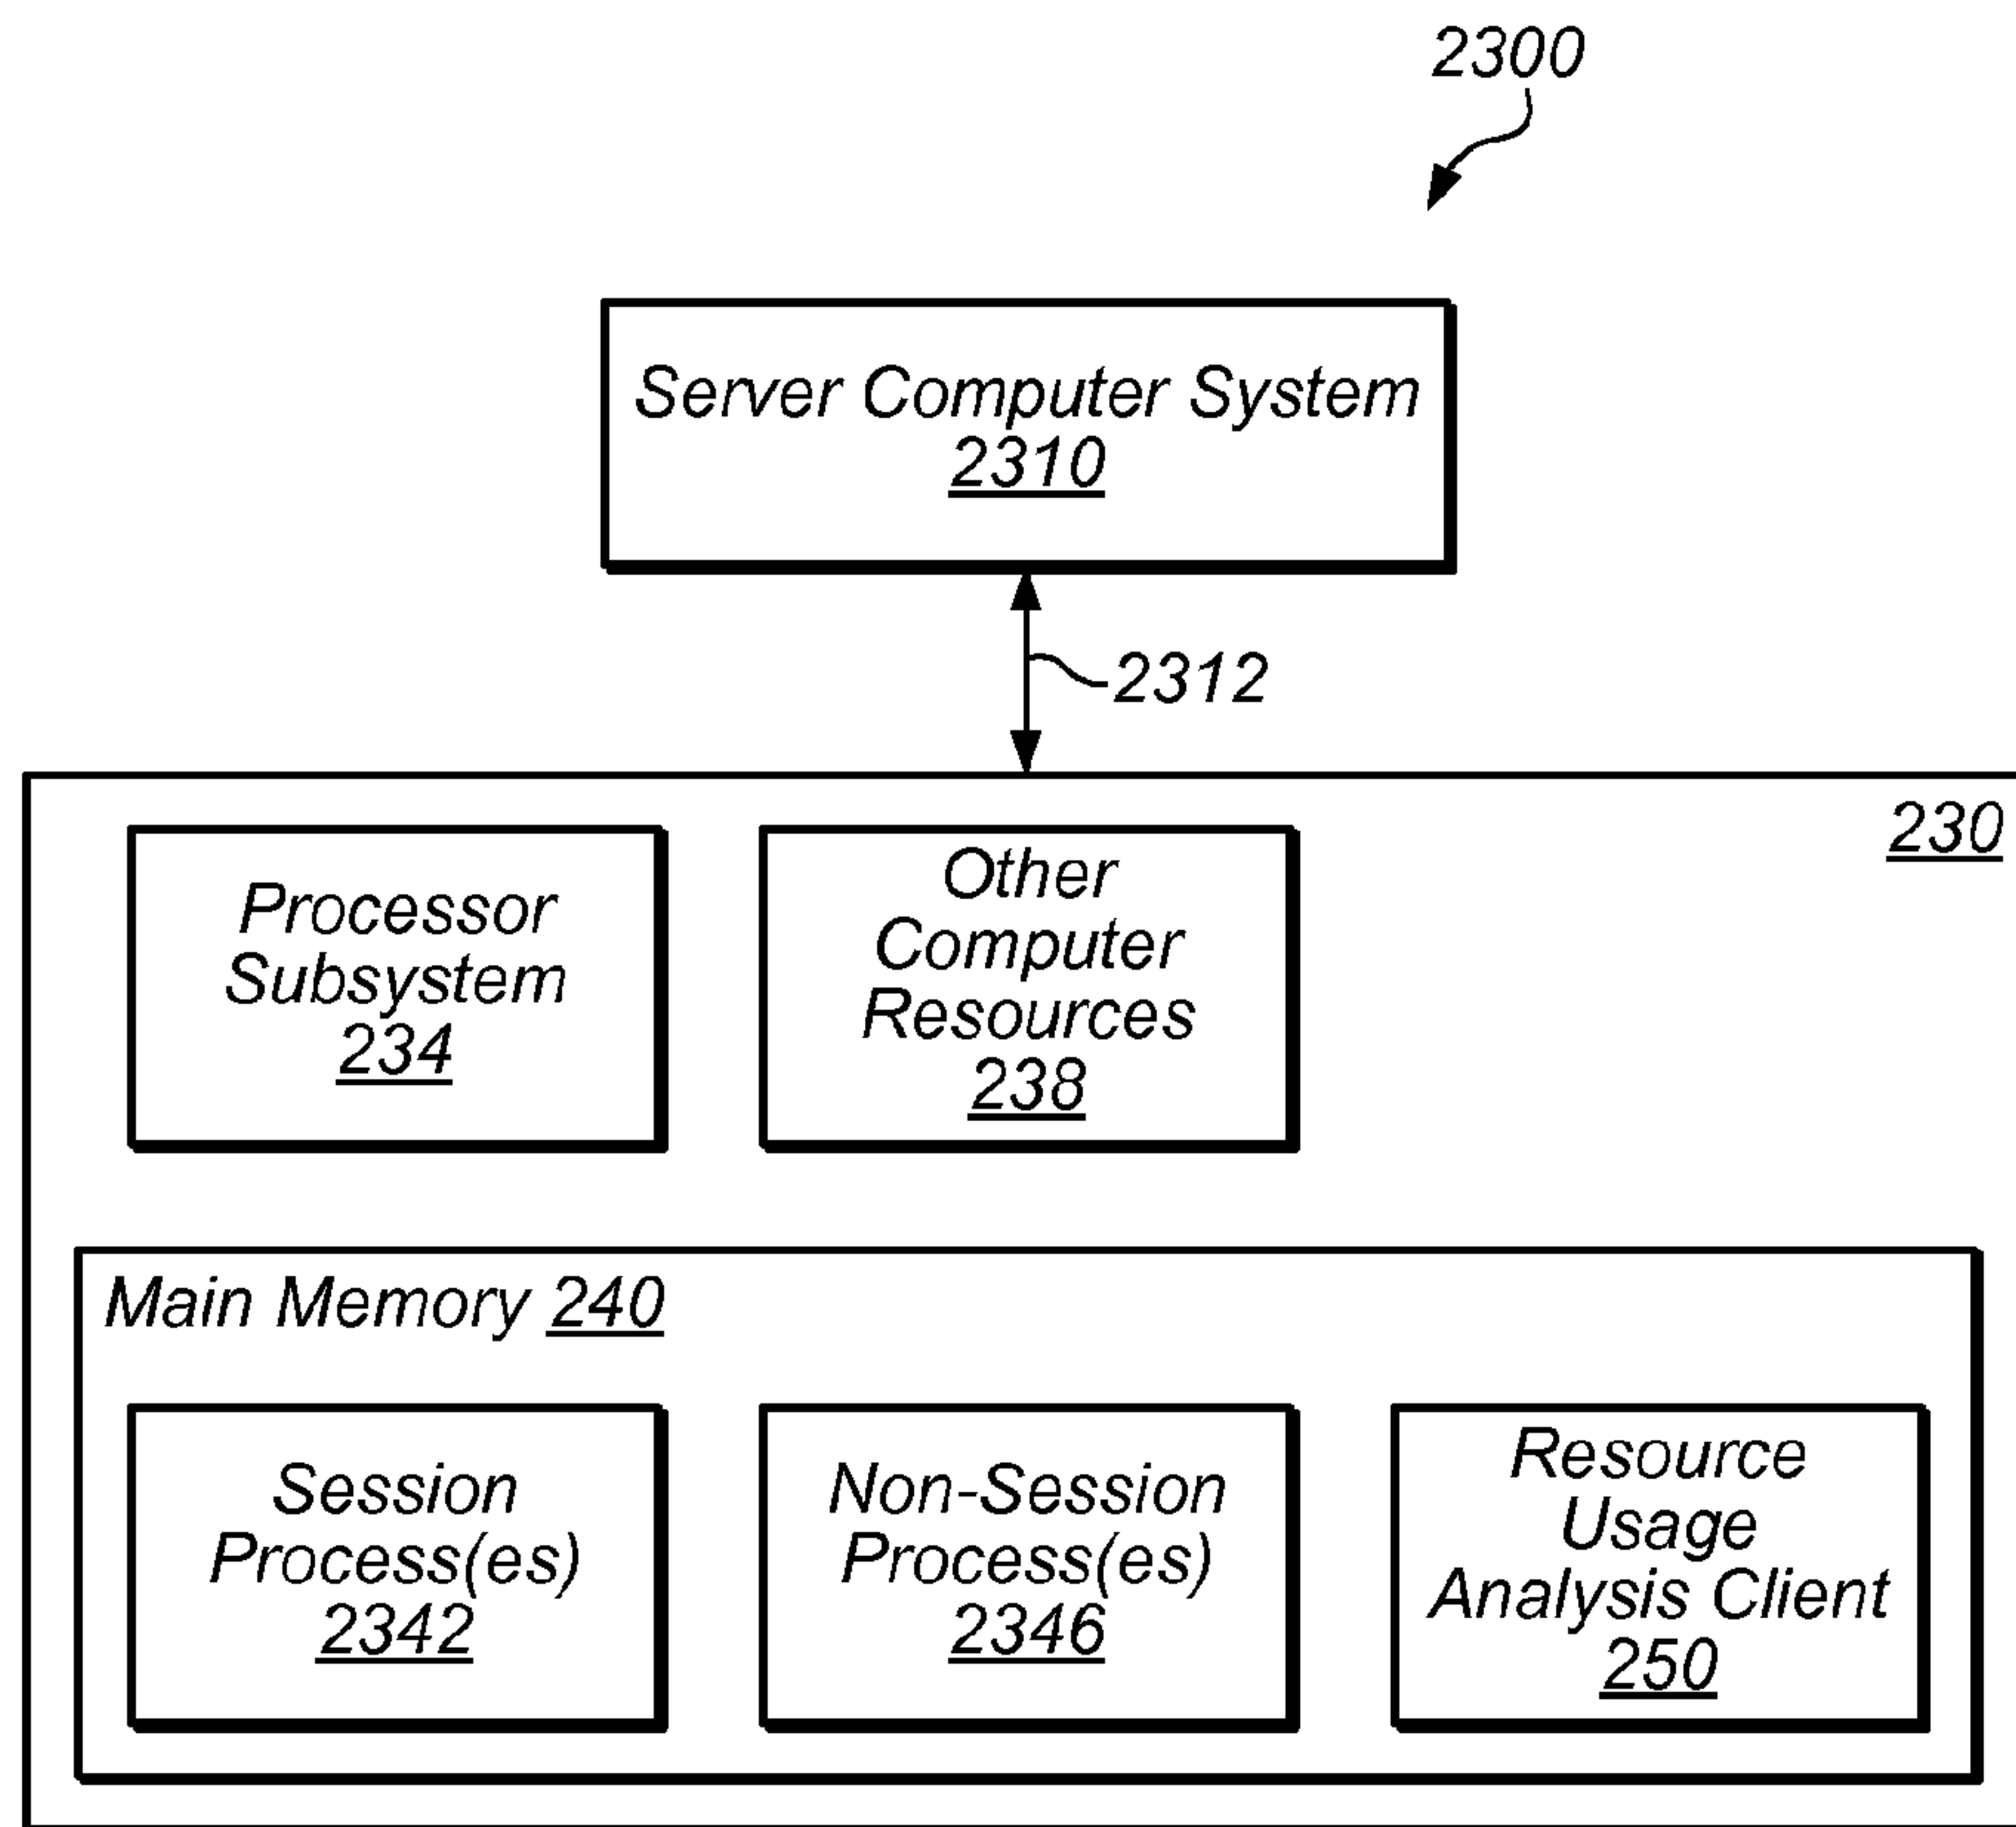 2300
Server Computer System
2310
2312
230
Processor
Subsystem
234
Other
Computer
Resources
238
Main Memory 240
Session
Process(es)
2342
Non-Session
Process(es)
2346
Resource
Usage
Analysis Client
250